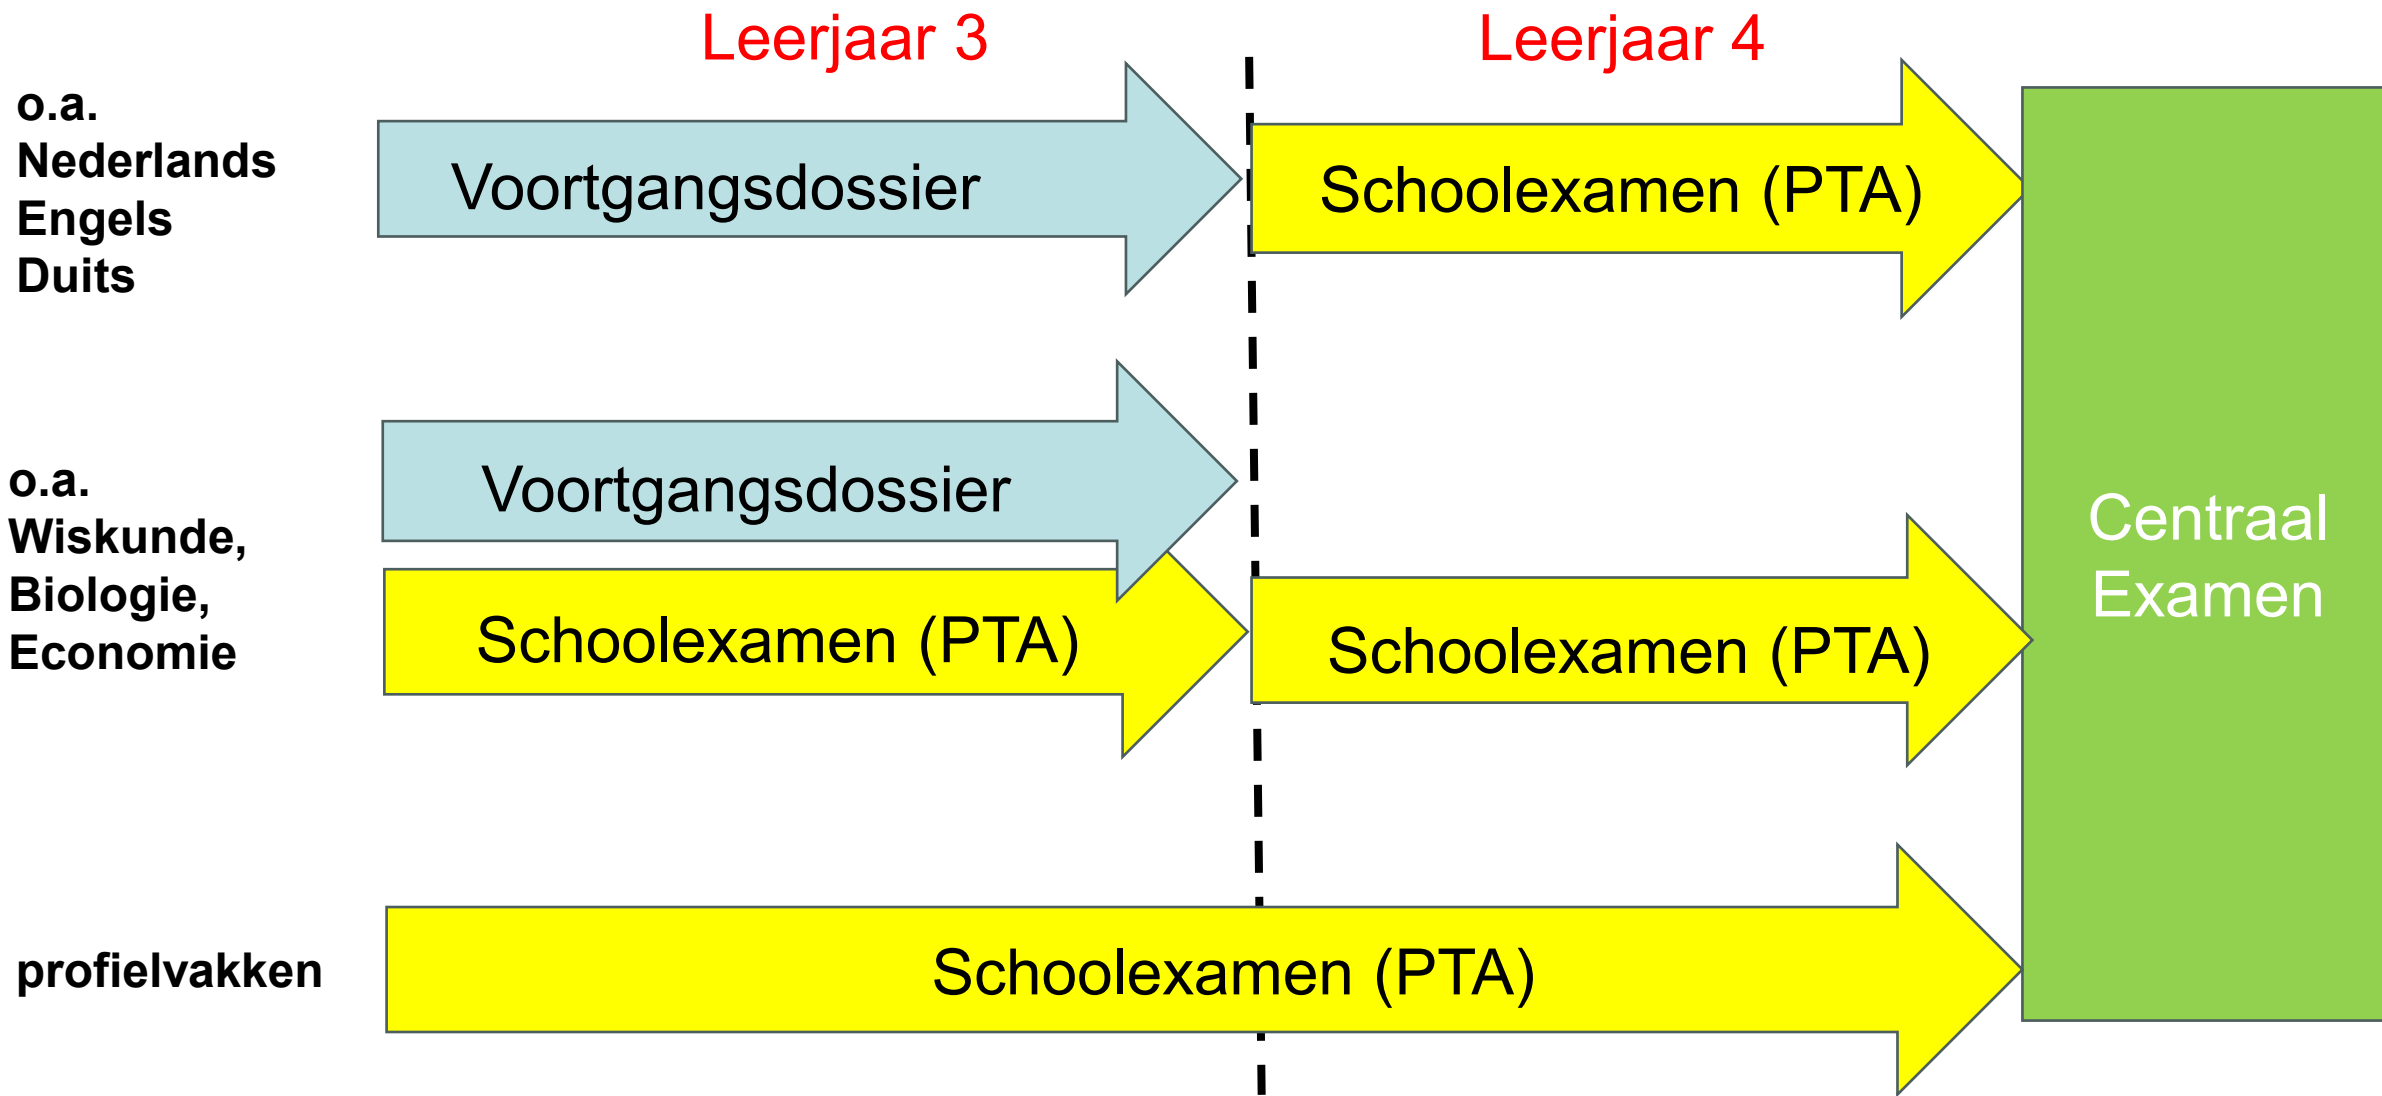 Leerjaar 3
Leerjaar 4
o.a.
Nederlands
Engels
Duits
Voortgangsdossier
Schoolexamen (PTA)
o.a.
Wiskunde,
Biologie,
Economie
Voortgangsdossier
Schoolexamen (PTA)
Schoolexamen (PTA)
Centraal
Examen
profielvakken
Schoolexamen (PTA)